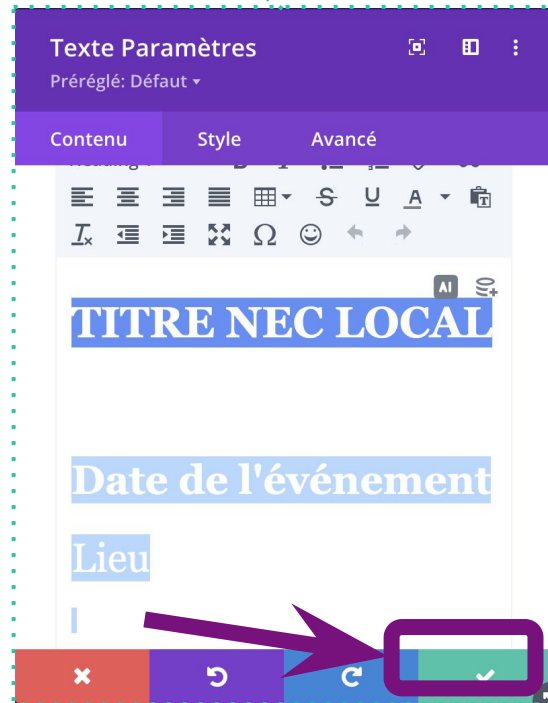 Texte Paramètres
Préréglé: Défaut
Contenu Style Avancé
AI
TITRE NEC LOCAL
Date de l'événement
Lieu